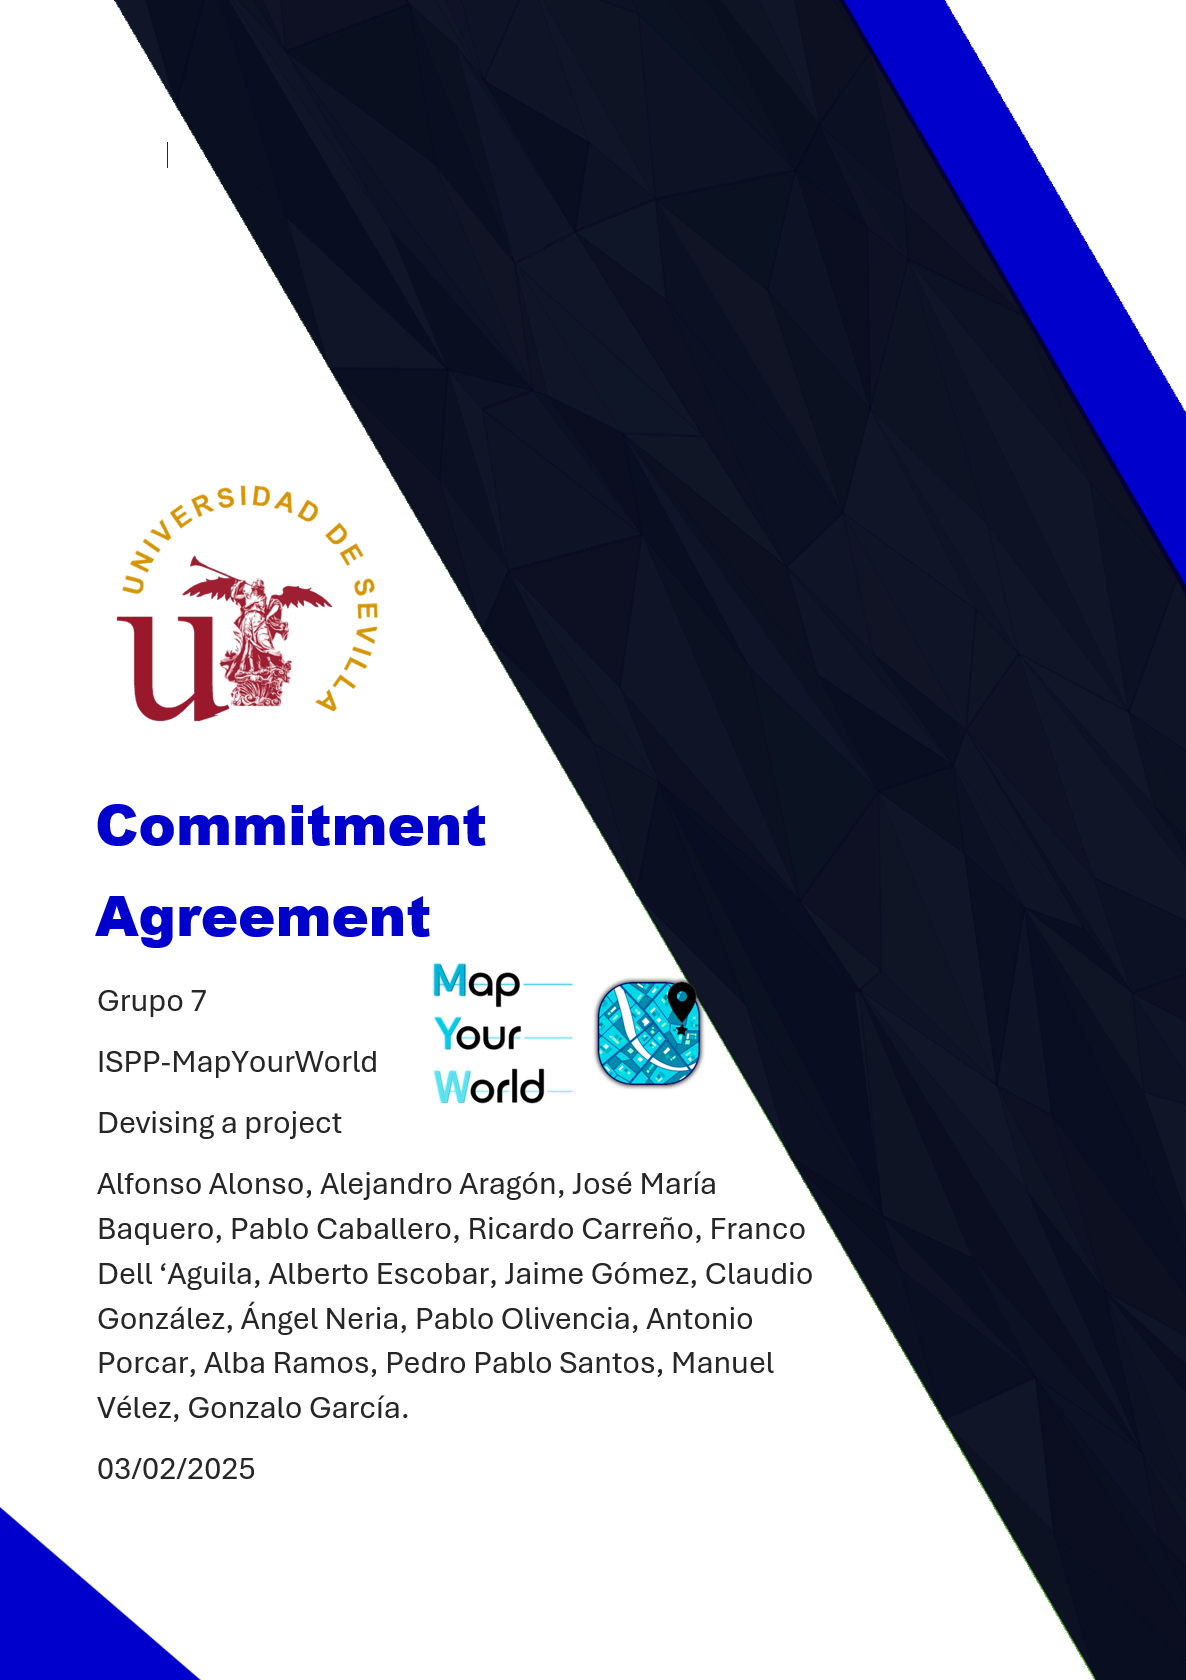 UNIVERSIDAD DE SEVILLA
u
Commitment
Agreement
Map
Your
World
Grupo 7
ISPP-MapYourWorld
Devising a project
Alfonso Alonso, Alejandro Aragón, José María
Baquero, Pablo Caballero, Ricardo Carreño, Franco
Dell ‘Aguila, Alberto Escobar, Jaime Gómez, Claudio
González, Ángel Neria, Pablo Olivencia, Antonio
Porcar, Alba Ramos, Pedro Pablo Santos, Manuel
Vélez, Gonzalo García.
03/02/2025